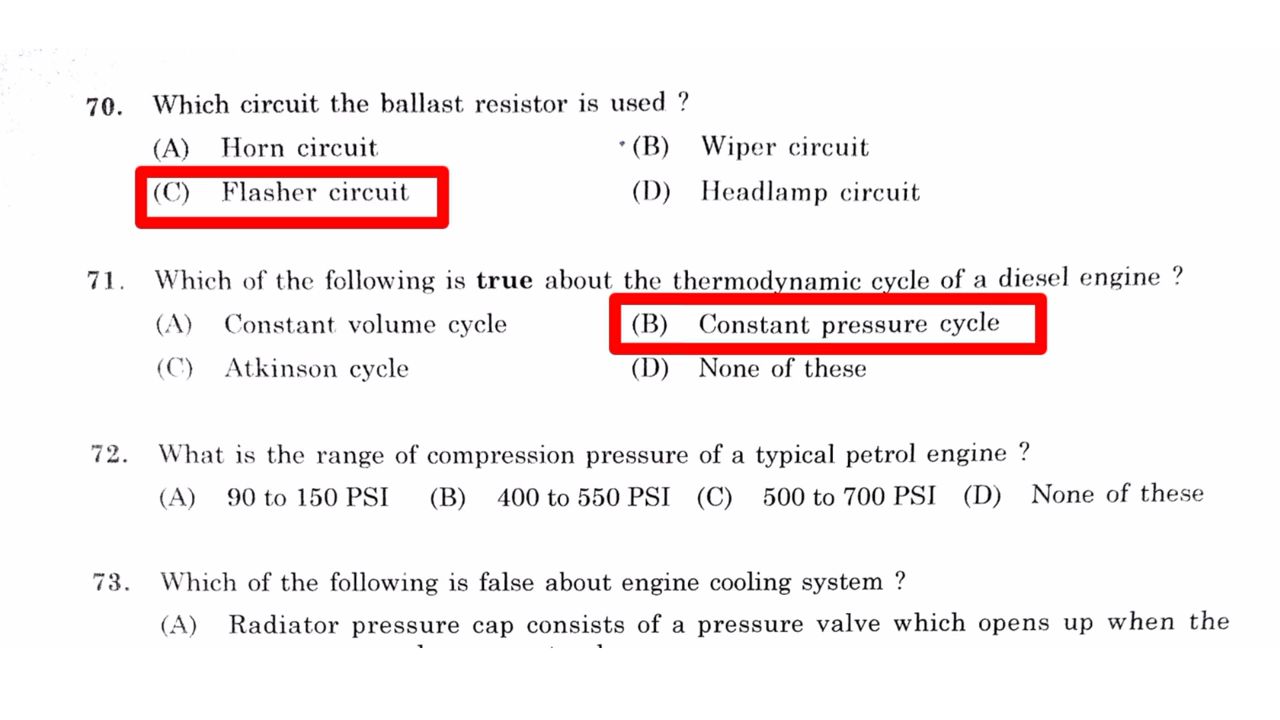 70. Which circuit the ballast resistor is used ?
(A) Horn circuit (B) Wiper circuit
(C) Flasher circuit (D) Headlamp circuit
71. Which of the following is true about the thermodynamic cycle of a diesel engine ?
(A) Constant volume cycle (B) Constant pressure cycle
(C) Atkinson cycle (D) None of these
72. What is the range of compression pressure of a typical petrol engine ?
(A) 90 to 150 PSI (B) 400 to 550 PSI (C) 500 to 700 PSI (D) None of these
73. Which of the following is false about engine cooling system ?
(A) Radiator pressure cap consists of a pressure valve which opens up when the